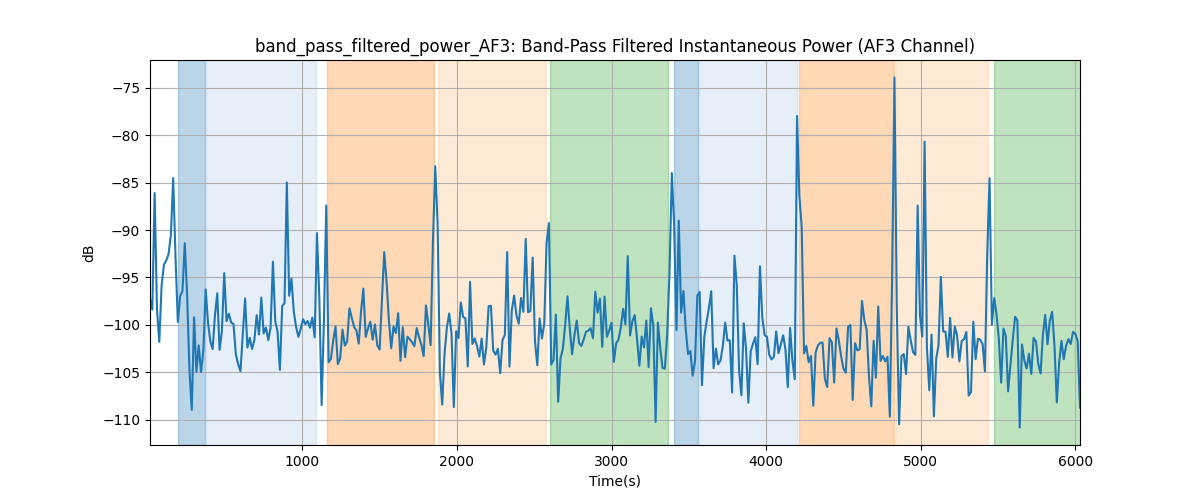 band_pass_filtered_power_AF3: Band-Pass Filtered Instantaneous Power (AF3 Channel)
−75
−80
−85
−90
−95
−100
−105
−110
dB
1000 2000 3000 4000 5000 6000
Time(s)